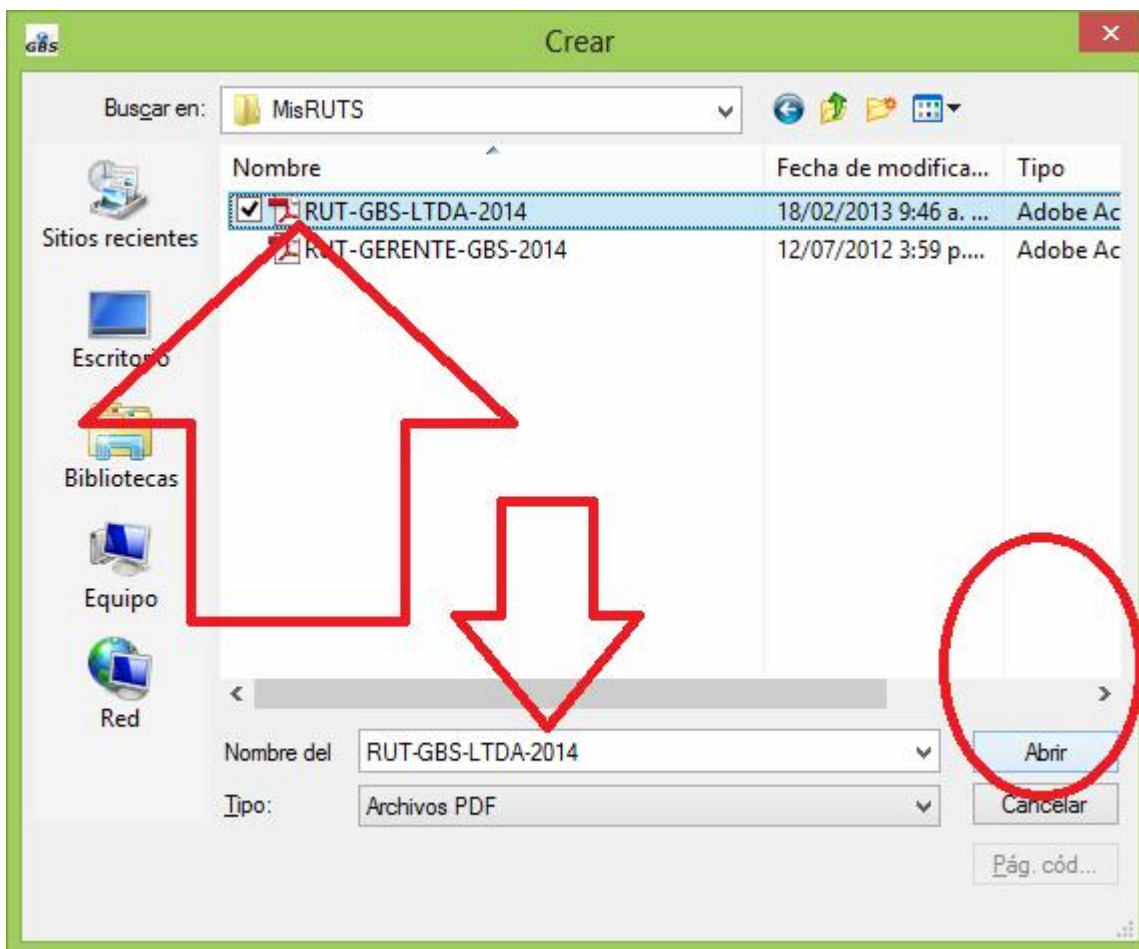 GBS
Crear
Buscar en:
MisRUTS
Nombre
Fecha de modifica...
Tipo
RUT-GBS-LTDA-2014
18/02/2013 9:46 a. ...
Adobe Ac
RUT-GERENTE-GBS-2014
12/07/2012 3:59 p....
Adobe Ac
Sitios recientes
Escritorio
Bibliotecas
Equipo
Red
Nombre del
RUT-GBS-LTDA-2014
Abrir
Tipo:
Archivos PDF
Cancelar
Pág. cód...